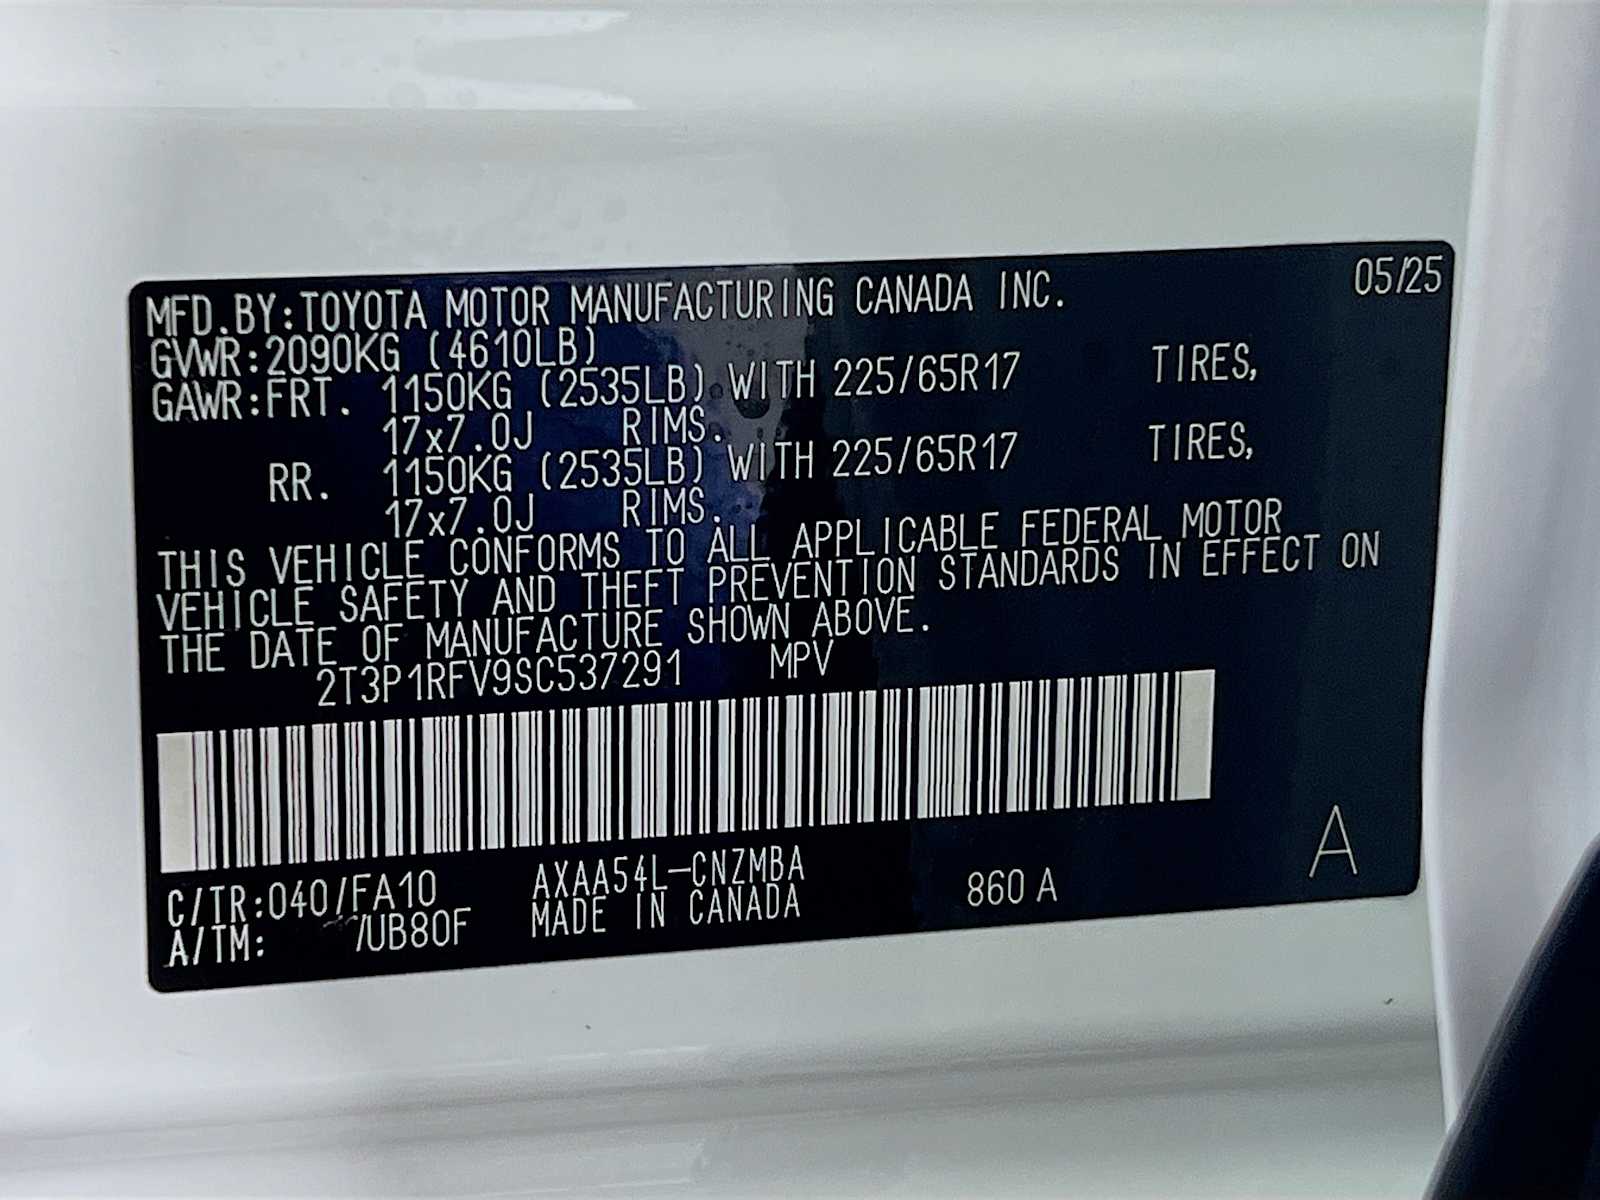 MFD.BY:TOYOTA MOTOR MANUFACTURING CANADA INC. 05/25
GVWR:2090KG (4610LB)
GAWR:FRT. 1150KG (2535LB) WITH 225/65R17 TIRES,
17x7.0J RIMS.
RR. 1150KG (2535LB) WITH 225/65R17 TIRES,
17x7.0J RIMS.
THIS VEHICLE CONFORMS TO ALL APPLICABLE FEDERAL MOTOR
VEHICLE SAFETY AND THEFT PREVENTION STANDARDS IN EFFECT ON
THE DATE OF MANUFACTURE SHOWN ABOVE.
2T3P1RFV9SC537291 MPV
C/TR:040/FA10 AXAA54L-CNZMBA 860 A A
A/TM: /UB80F MADE IN CANADA